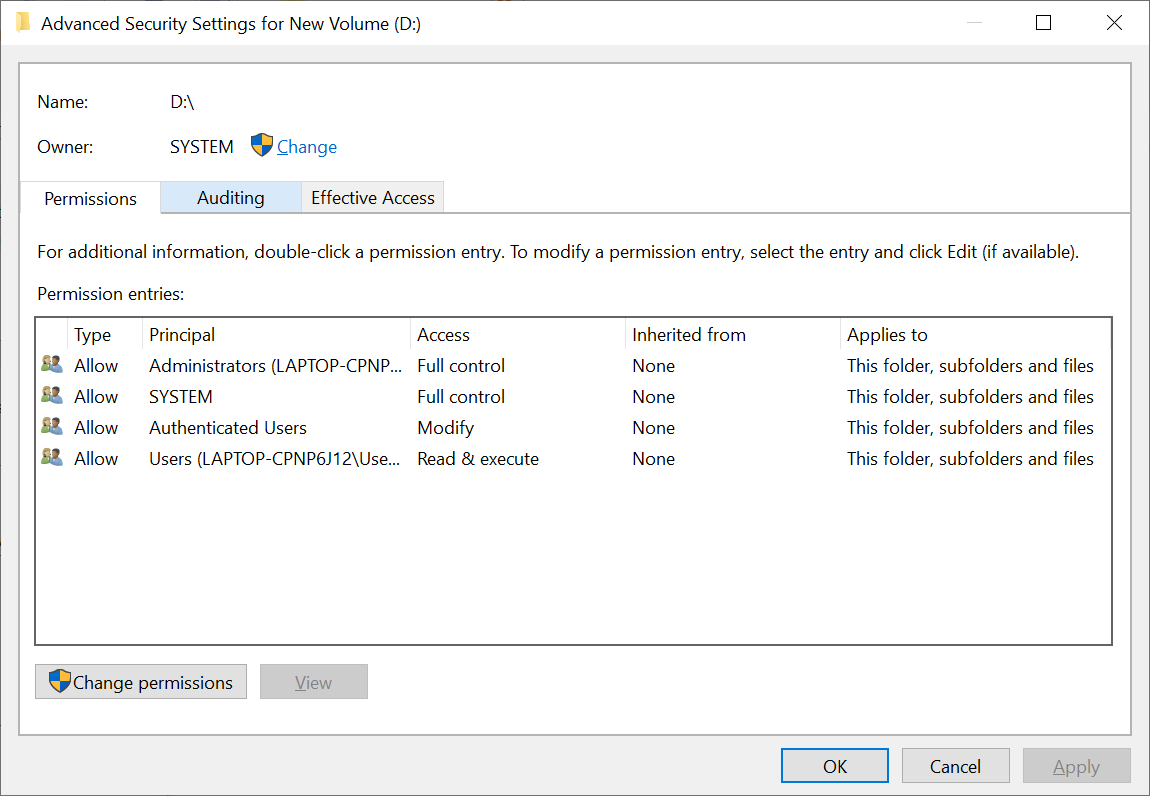 Advanced Security Settings for New Volume (D:)
Name: D:\
Owner: SYSTEM Change
Permissions Auditing Effective Access
For additional information, double-click a permission entry. To modify a permission entry, select the entry and click Edit (if available).
Permission entries:
Type Principal Access Inherited from Applies to
Allow Administrators (LAPTOP-CPNP... Full control None This folder, subfolders and files
Allow SYSTEM Full control None This folder, subfolders and files
Allow Authenticated Users Modify None This folder, subfolders and files
Allow Users (LAPTOP-CPNP6J12\Use... Read & execute None This folder, subfolders and files
Change permissions View
OK Cancel Apply